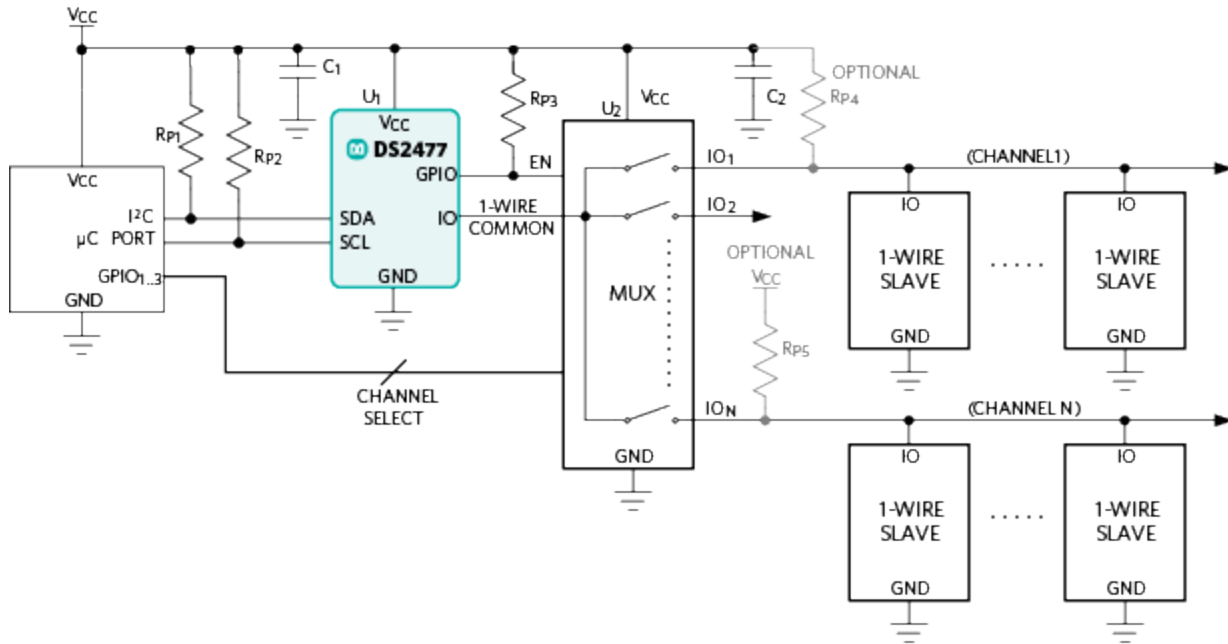 VCC
C1
U1
RP1
RP2
VCC
DS2477
GPIO
IO
SDA
SCL
GND
RP3
EN
1-WIRE
COMMON
U2
VCC
C2
OPTIONAL
RP4
VCC
I²C
µC PORT
GPIO1..3
GND
CHANNEL
SELECT
MUX
GND
IO1
IO2
ION
OPTIONAL
VCC
RP5
(CHANNEL1)
IO
1-WIRE
SLAVE
GND
.....
IO
1-WIRE
SLAVE
GND
(CHANNEL N)
IO
1-WIRE
SLAVE
GND
.....
IO
1-WIRE
SLAVE
GND